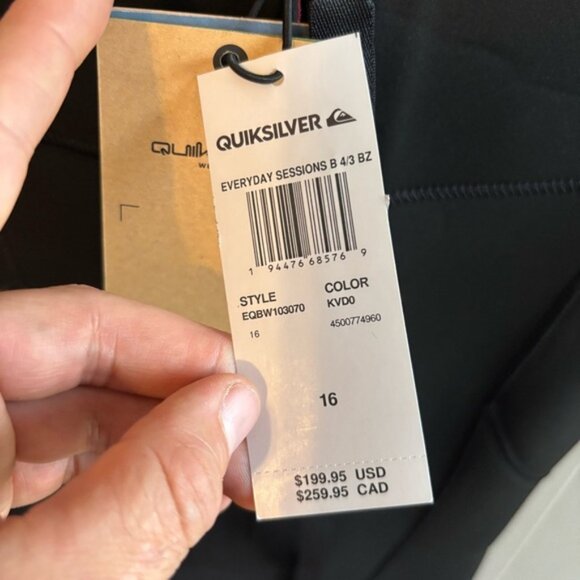 QUIKSILVER
EVERYDAY SESSIONS B 4/3 BZ
1 94476 68576 9
STYLE COLOR
EQBW103070 KVD0
16 4500774960
16
$199.95 USD
$259.95 CAD